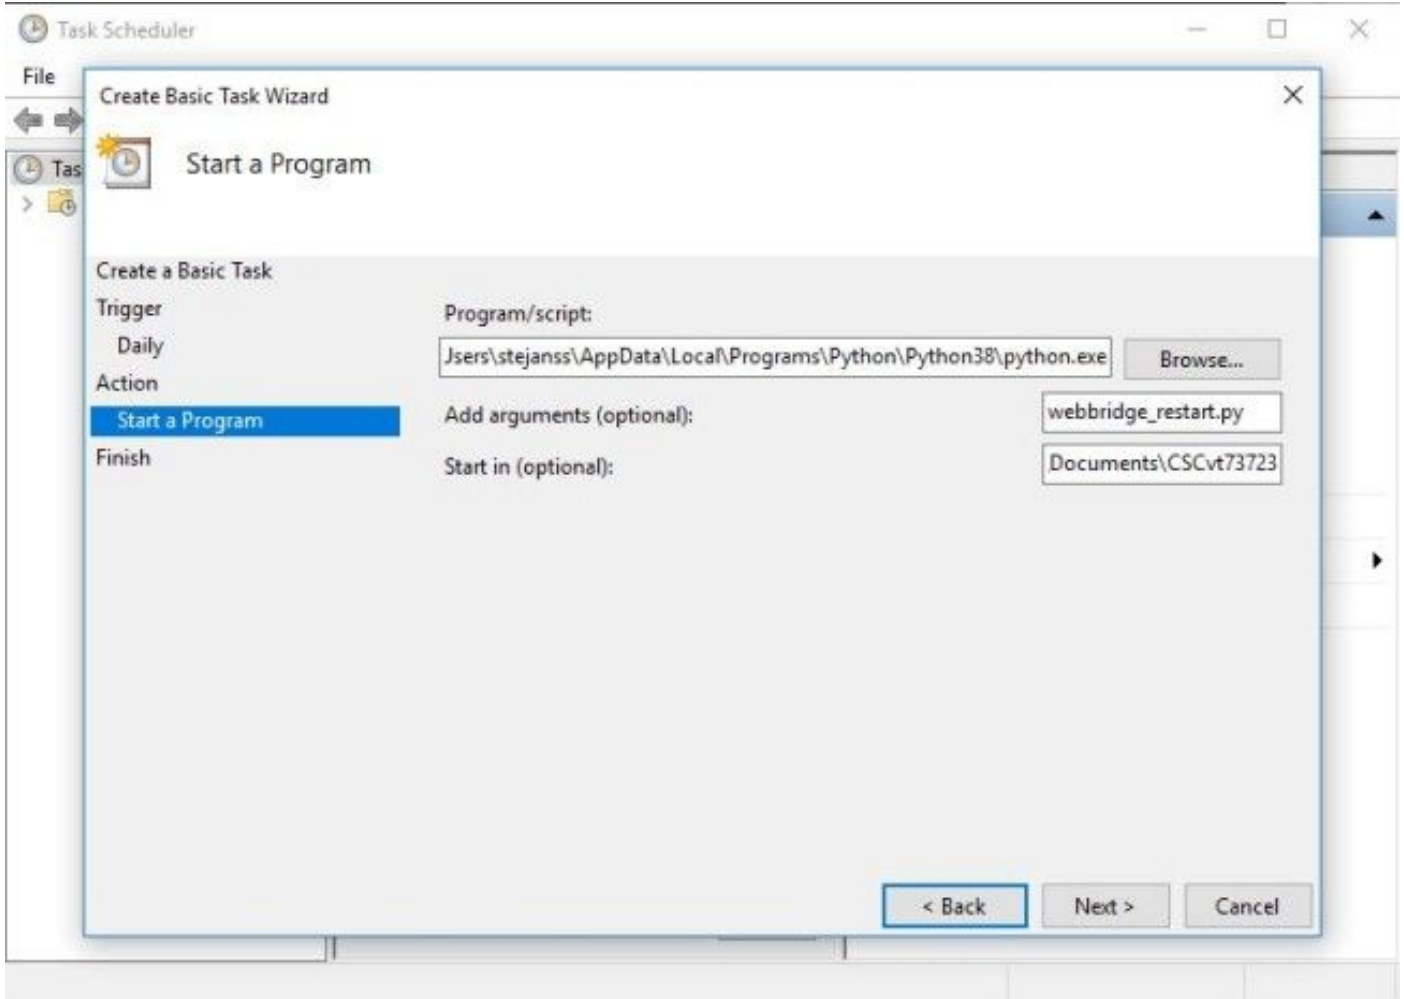 Task Scheduler
File
Create Basic Task Wizard
Tas
Start a Program
Create a Basic Task
Trigger
Daily
Action
Start a Program
Finish
Program/script:
Jsers\stejanss\AppData\Local\Programs\Python\Python38\python.exe
Browse...
Add arguments (optional):
webbridge_restart.py
Start in (optional):
Documents\CSCvt73723
< Back
Next >
Cancel